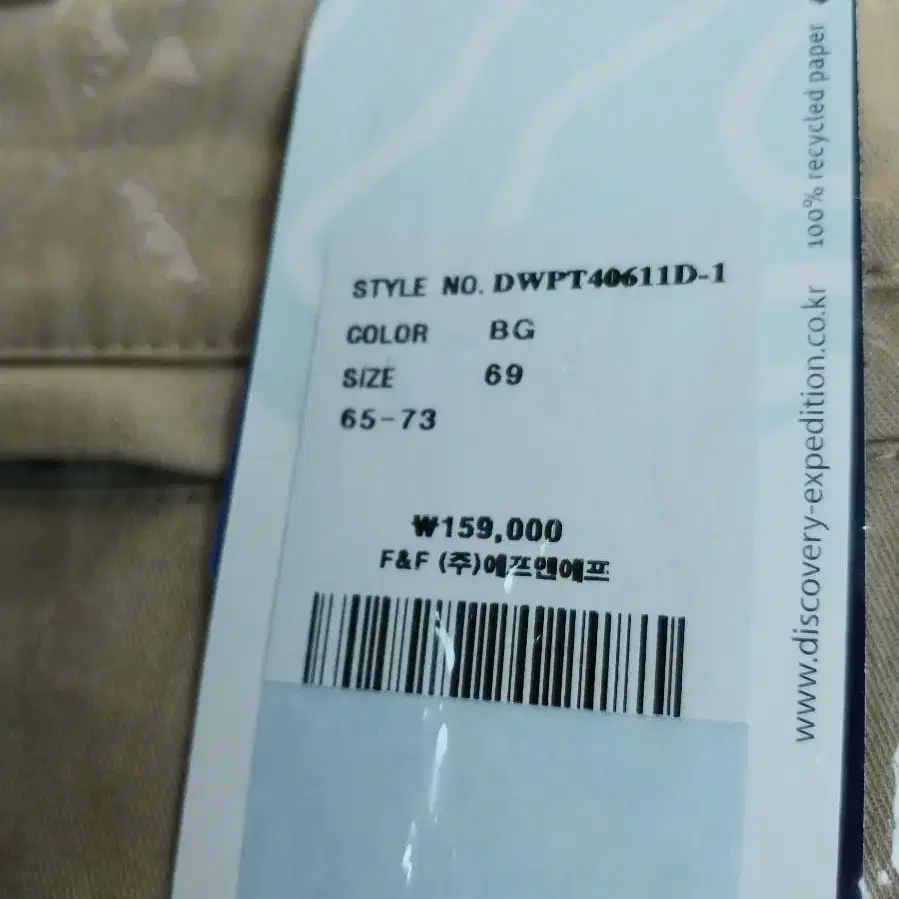 STYLE NO. DWPT40611D-1
COLOR BG
SIZE 69
65-73
₩159,000
F&F (주)에프앤에프
www.discovery-expedition.co.kr 100% recycled paper